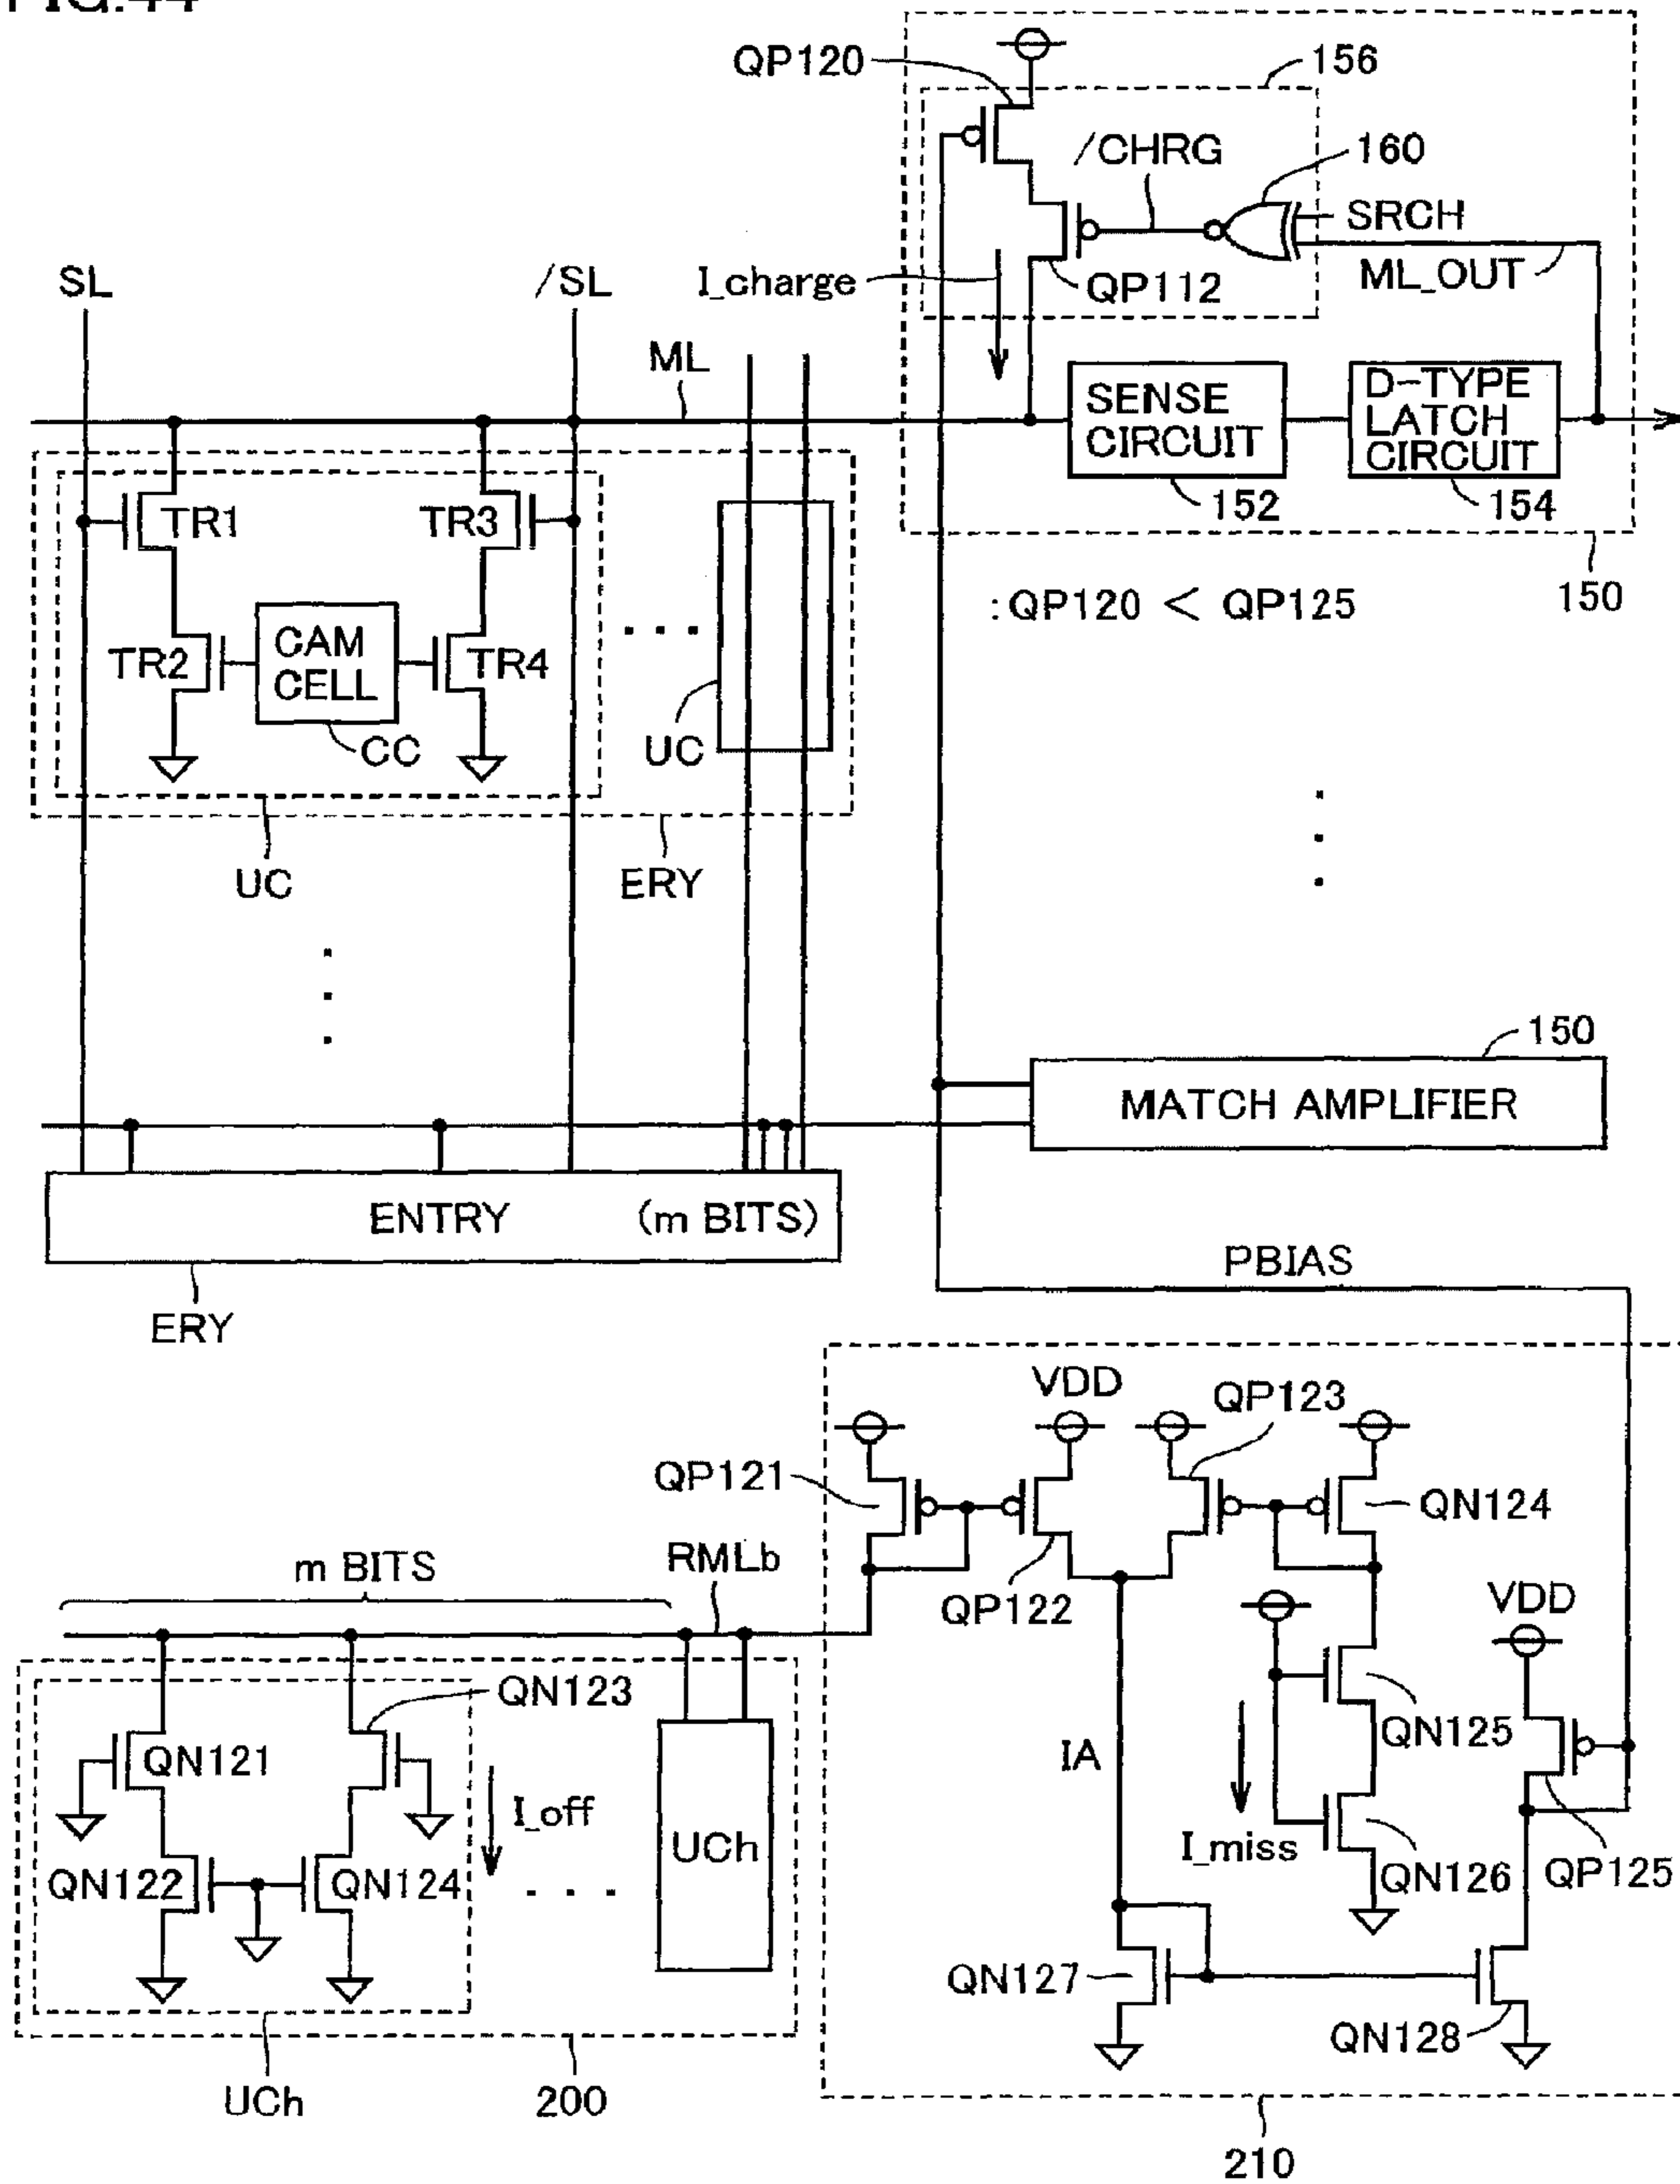 FIG.44
QP120
156
/CHRG
160
SRCH
ML_OUT
I_charge
QP112
SL
/SL
ML
SENSE
CIRCUIT
D-TYPE
LATCH
CIRCUIT
152
154
150
TR1
TR3
:QP120 < QP125
TR2
CAM
CELL
TR4
. . .
CC
UC
UC
ERY
150
MATCH AMPLIFIER
ENTRY (m BITS)
ERY
PBIAS
VDD
QP123
QP121
QN124
m BITS
RMLb
QP122
VDD
QN123
QN121
IA
QN125
I_off
I_miss
UCh
QN122
QN124
. . .
QN126
QP125
QN127
QN128
UCh
200
210